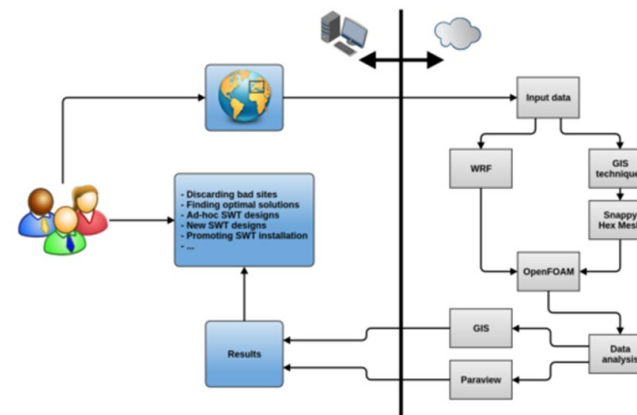 Input data
WRF
GIS
technique
Snappy
Hex Mesh
- Discarding bad sites
- Finding optimal solutions
- Ad-hoc SWT designs
- New SWT designs
- Promoting SWT installation
- ...
OpenFOAM
GIS
Results
Data
analysis
Paraview